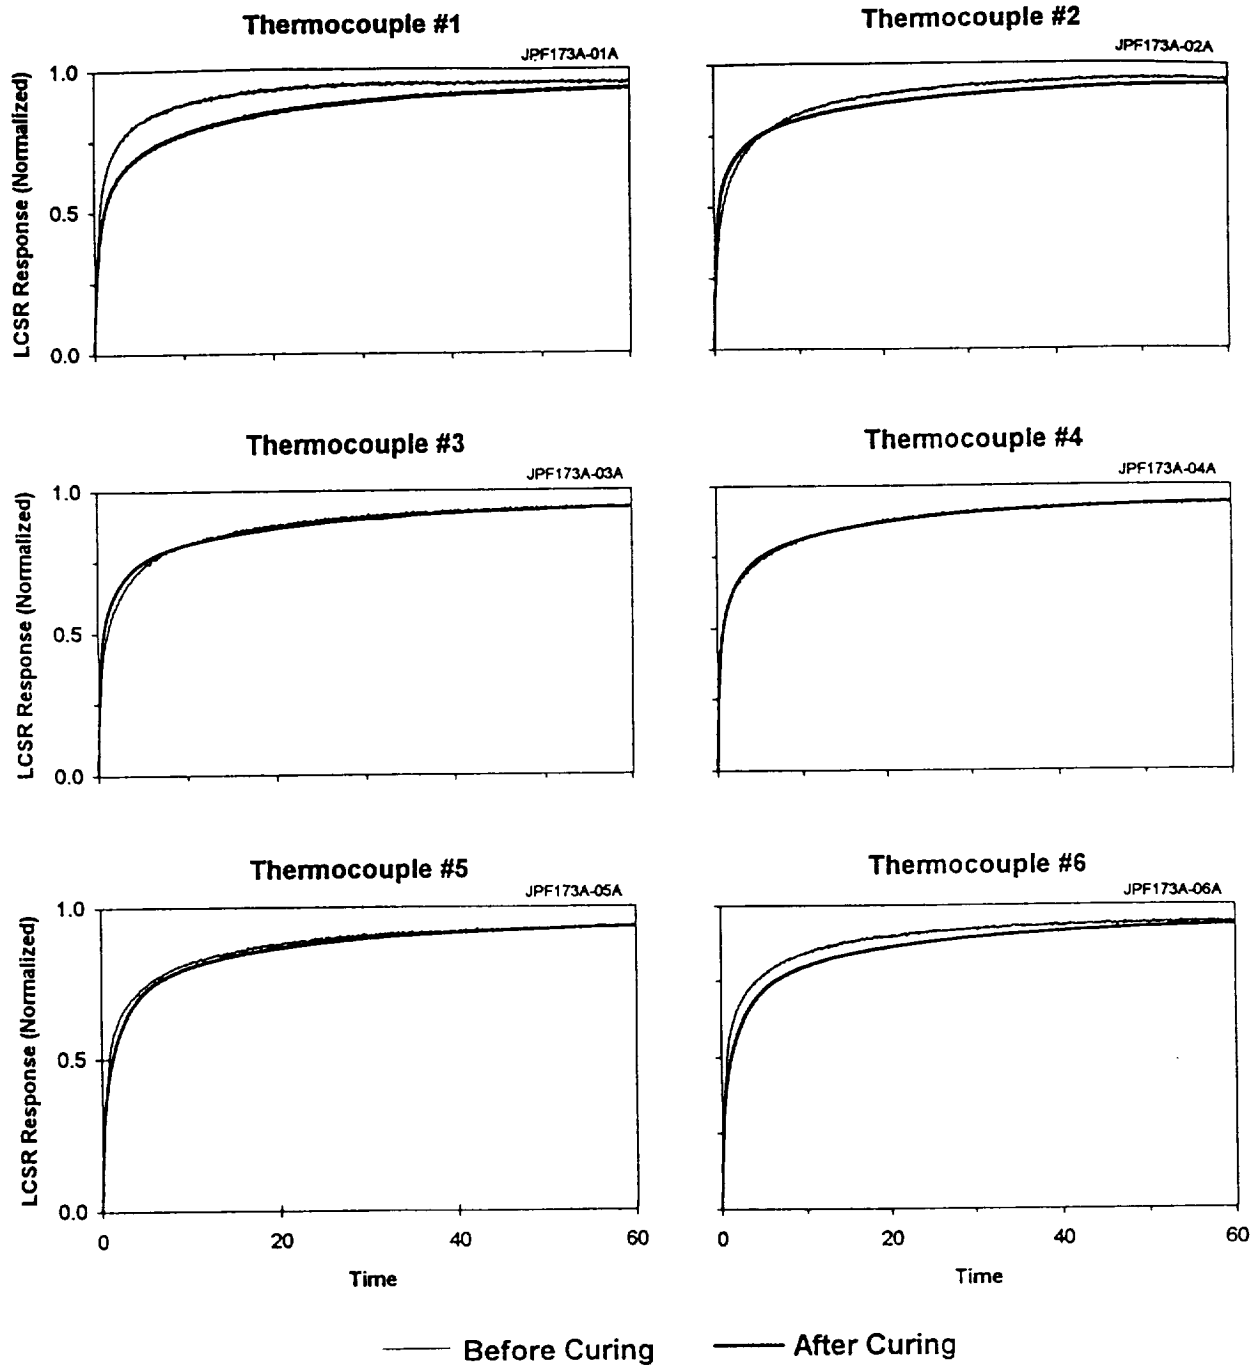 Thermocouple #1
JPF173A-01A
LCSR Response (Normalized)
1.0
0.5
0.0
Thermocouple #2
JPF173A-02A
Thermocouple #3
JPF173A-03A
LCSR Response (Normalized)
1.0
0.5
0.0
Thermocouple #4
JPF173A-04A
Thermocouple #5
JPF173A-05A
LCSR Response (Normalized)
1.0
0.5
0.0
0 20 40 60
Time
Thermocouple #6
JPF173A-06A
0 20 40 60
Time
Before Curing After Curing